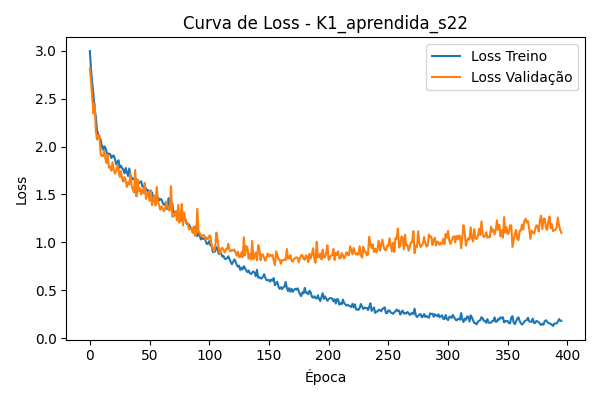 Curva de Loss - K1_aprendida_s22
Loss Treino
Loss Validação
Loss
3.0
2.5
2.0
1.5
1.0
0.5
0.0
0 50 100 150 200 250 300 350 400
Época